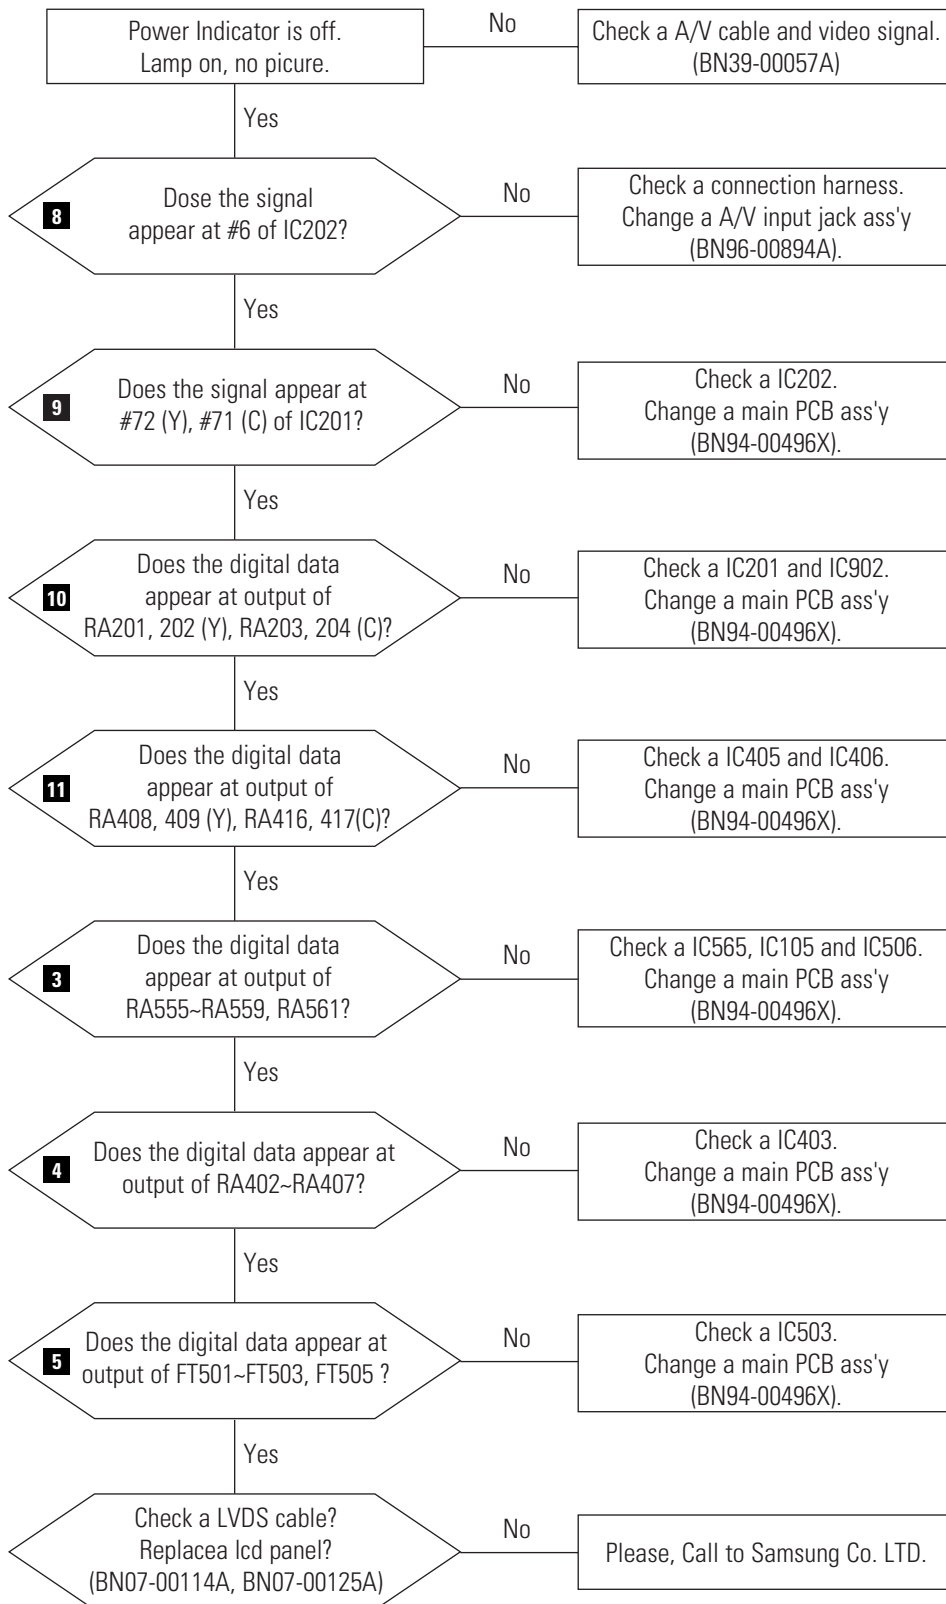 Power Indicator is off.
Lamp on, no picure.
No
Check a A/V cable and video signal.
(BN39-00057A)
Yes
8
Dose the signal
appear at #6 of IC202?
No
Check a connection harness.
Change a A/V input jack ass'y
(BN96-00894A).
Yes
9
Does the signal appear at
#72 (Y), #71 (C) of IC201?
No
Check a IC202.
Change a main PCB ass'y
(BN94-00496X).
Yes
10
Does the digital data
appear at output of
RA201, 202 (Y), RA203, 204 (C)?
No
Check a IC201 and IC902.
Change a main PCB ass'y
(BN94-00496X).
Yes
11
Does the digital data
appear at output of
RA408, 409 (Y), RA416, 417(C)?
No
Check a IC405 and IC406.
Change a main PCB ass'y
(BN94-00496X).
Yes
3
Does the digital data
appear at output of
RA555~RA559, RA561?
No
Check a IC565, IC105 and IC506.
Change a main PCB ass'y
(BN94-00496X).
Yes
4
Does the digital data appear at
output of RA402~RA407?
No
Check a IC403.
Change a main PCB ass'y
(BN94-00496X).
Yes
5
Does the digital data appear at
output of FT501~FT503, FT505 ?
No
Check a IC503.
Change a main PCB ass'y
(BN94-00496X).
Yes
Check a LVDS cable?
Replacea lcd panel?
(BN07-00114A, BN07-00125A)
No
Please, Call to Samsung Co. LTD.